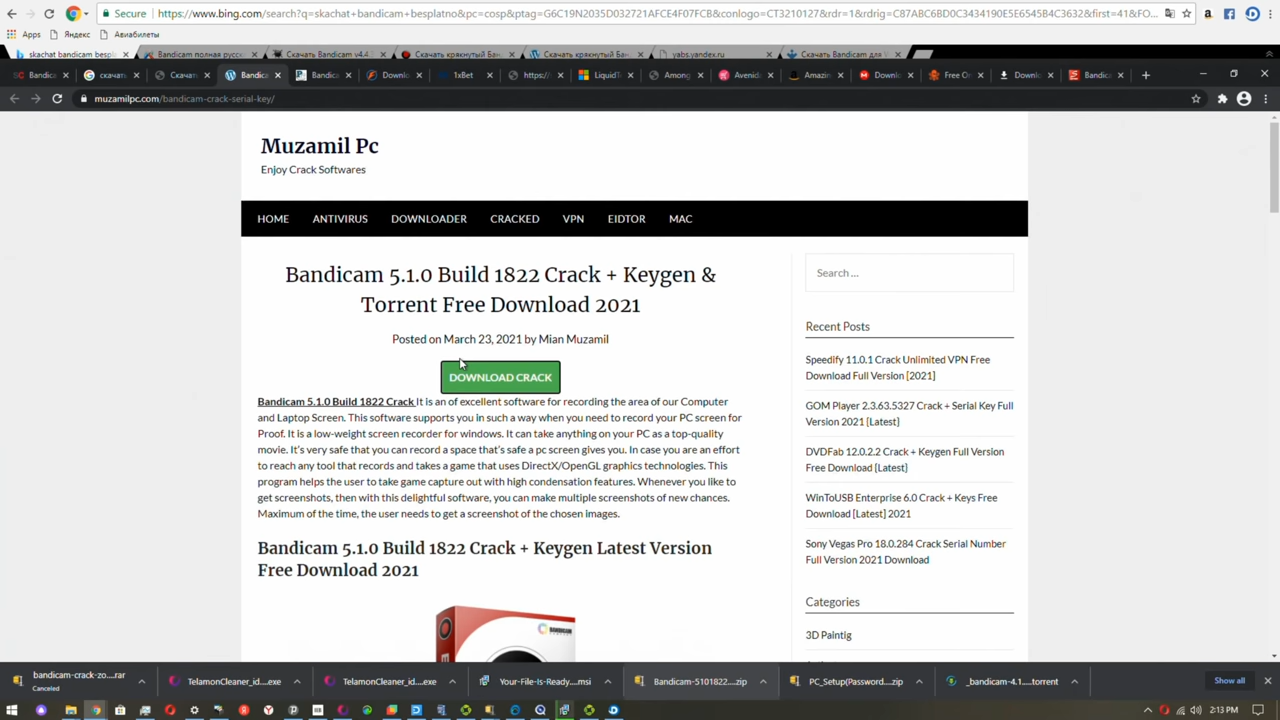 Secure
https://www.bing.com/search?q=skachat+bandicam+besplatno&pc=cosp&ptag=G6C19N2035D032721AFCE4F07FCB&conlogo=CT3210127&rdr=1&rdrig=C87ABC6BD0C3434190E5E6545B4C3632&first=41&FO...
Apps Яндекс Авиабилеты
skachat bandicam besp Bandicam полная русск Скачать Bandicam v4.4. Скачать крякнутый Ban Скачать крякнутый Ban yabs.yandex.ru Скачать Bandicam для W
Bandic скачать Скачать Bandica Bandica Downlo 1xBet https:/ LiquidT Among Avenida Amazin Downlo Free On Downlo Bandica
muzamilpc.com/bandicam-crack-serial-key/
Muzamil Pc
Enjoy Crack Softwares
HOME ANTIVIRUS DOWNLOADER CRACKED VPN EIDTOR MAC
Bandicam 5.1.0 Build 1822 Crack + Keygen &
Torrent Free Download 2021
Posted on March 23, 2021 by Mian Muzamil
DOWNLOAD CRACK
Bandicam 5.1.0 Build 1822 Crack It is an of excellent software for recording the area of our Computer
and Laptop Screen. This software supports you in such a way when you need to record your PC screen for
Proof. It is a low-weight screen recorder for windows. It can take anything on your PC as a top-quality
movie. It's very safe that you can record a space that's safe a pc screen gives you. In case you are an effort
to reach any tool that records and takes a game that uses DirectX/OpenGL graphics technologies. This
program helps the user to take game capture out with high condensation features. Whenever you like to
get screenshots, then with this delightful software, you can make multiple screenshots of new chances.
Maximum of the time, the user needs to get a screenshot of the chosen images.
Bandicam 5.1.0 Build 1822 Crack + Keygen Latest Version
Free Download 2021
BANDICAM
Search …
Recent Posts
Speedify 11.0.1 Crack Unlimited VPN Free
Download Full Version [2021]
GOM Player 2.3.63.5327 Crack + Serial Key Full
Version 2021 [Latest]
DVDFab 12.0.2.2 Crack + Keygen Full Version
Free Download [Latest]
WinToUSB Enterprise 6.0 Crack + Keys Free
Download [Latest] 2021
Sony Vegas Pro 18.0.284 Crack Serial Number
Full Version 2021 Download
Categories
3D Paintig
bandicam-crack-zo....rar
Canceled
TelamonCleaner_id....exe TelamonCleaner_id....exe Your-File-Is-Ready....msi Bandicam-5101822....zip PC_Setup(Password....zip _bandicam-4.1.....torrent Show all
2:13 PM